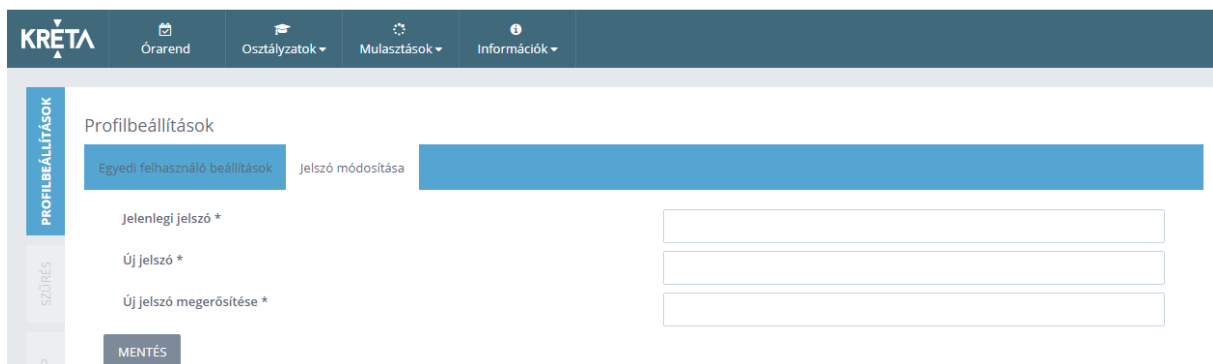 KRÉTA
Órarend
Osztályzatok
Mulasztások
Információk
PROFILBEÁLLÍTÁSOK
SZŰRÉS
Profilbeállítások
Egyedi felhasználó beállítások
Jelszó módosítása
Jelenlegi jelszó *
Új jelszó *
Új jelszó megerősítése *
MENTÉS